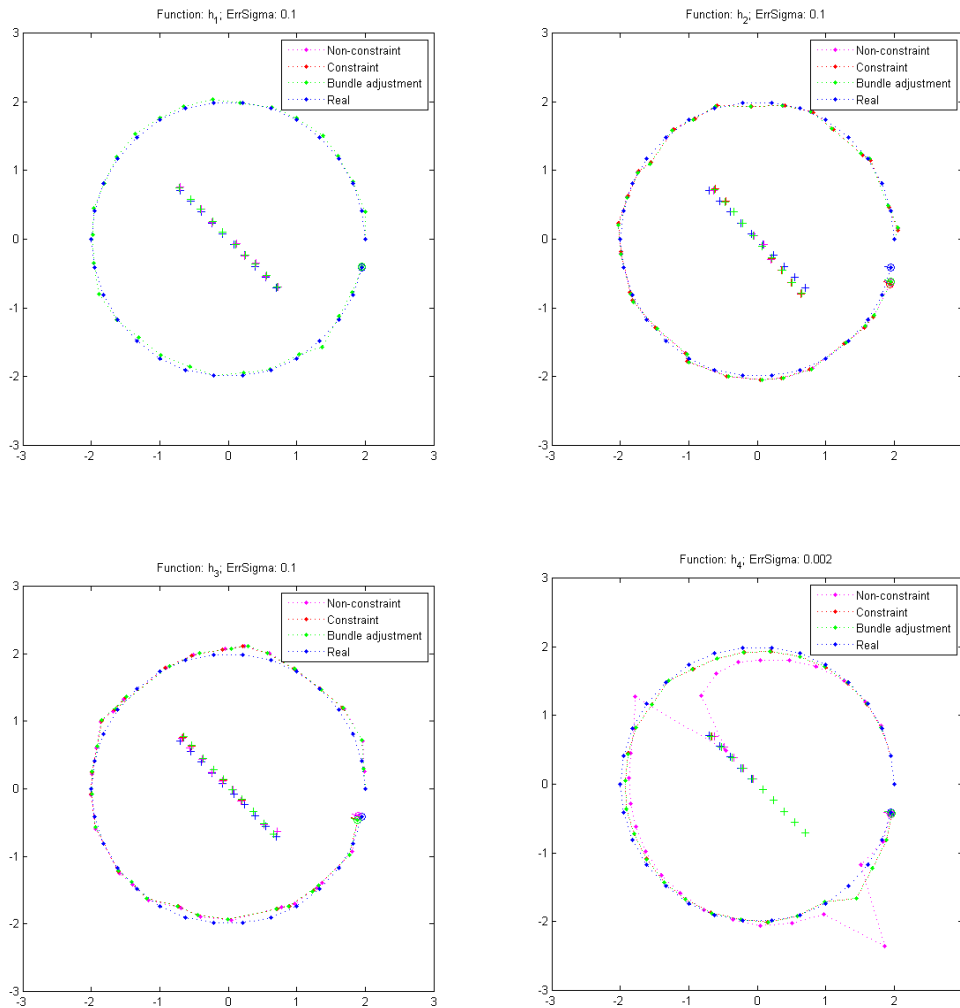 Function: h1; ErrSigma: 0.1
Non-constraint
Constraint
Bundle adjustment
Real
3
2
1
0
-1
-2
-3
-3 -2 -1 0 1 2 3
Function: h2; ErrSigma: 0.1
Non-constraint
Constraint
Bundle adjustment
Real
3
2
1
0
-1
-2
-3
-3 -2 -1 0 1 2 3
Function: h3; ErrSigma: 0.1
Non-constraint
Constraint
Bundle adjustment
Real
3
2
1
0
-1
-2
-3
-3 -2 -1 0 1 2 3
Function: h4; ErrSigma: 0.002
Non-constraint
Constraint
Bundle adjustment
Real
3
2
1
0
-1
-2
-3
-3 -2 -1 0 1 2 3